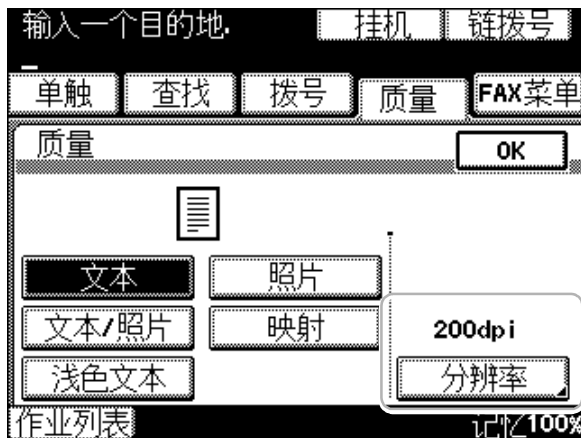 输入一个目的地.
挂机 链拨号
单触 查找 拨号 质量 FAX菜单
质量 OK
文本 照片
文本/照片 映射 200dpi
浅色文本 分辨率
作业列表 记忆100%